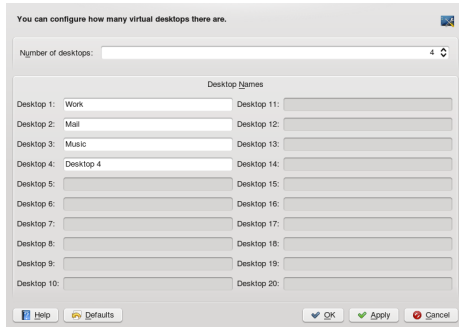 You can configure how many virtual desktops there are.
Number of desktops: 4
Desktop Names
Desktop 1: Work Desktop 11:
Desktop 2: Mail Desktop 12:
Desktop 3: Music Desktop 13:
Desktop 4: Desktop 4 Desktop 14:
Desktop 5: Desktop 15:
Desktop 6: Desktop 16:
Desktop 7: Desktop 17:
Desktop 8: Desktop 18:
Desktop 9: Desktop 19:
Desktop 10: Desktop 20:
Help Defaults OK Apply Cancel